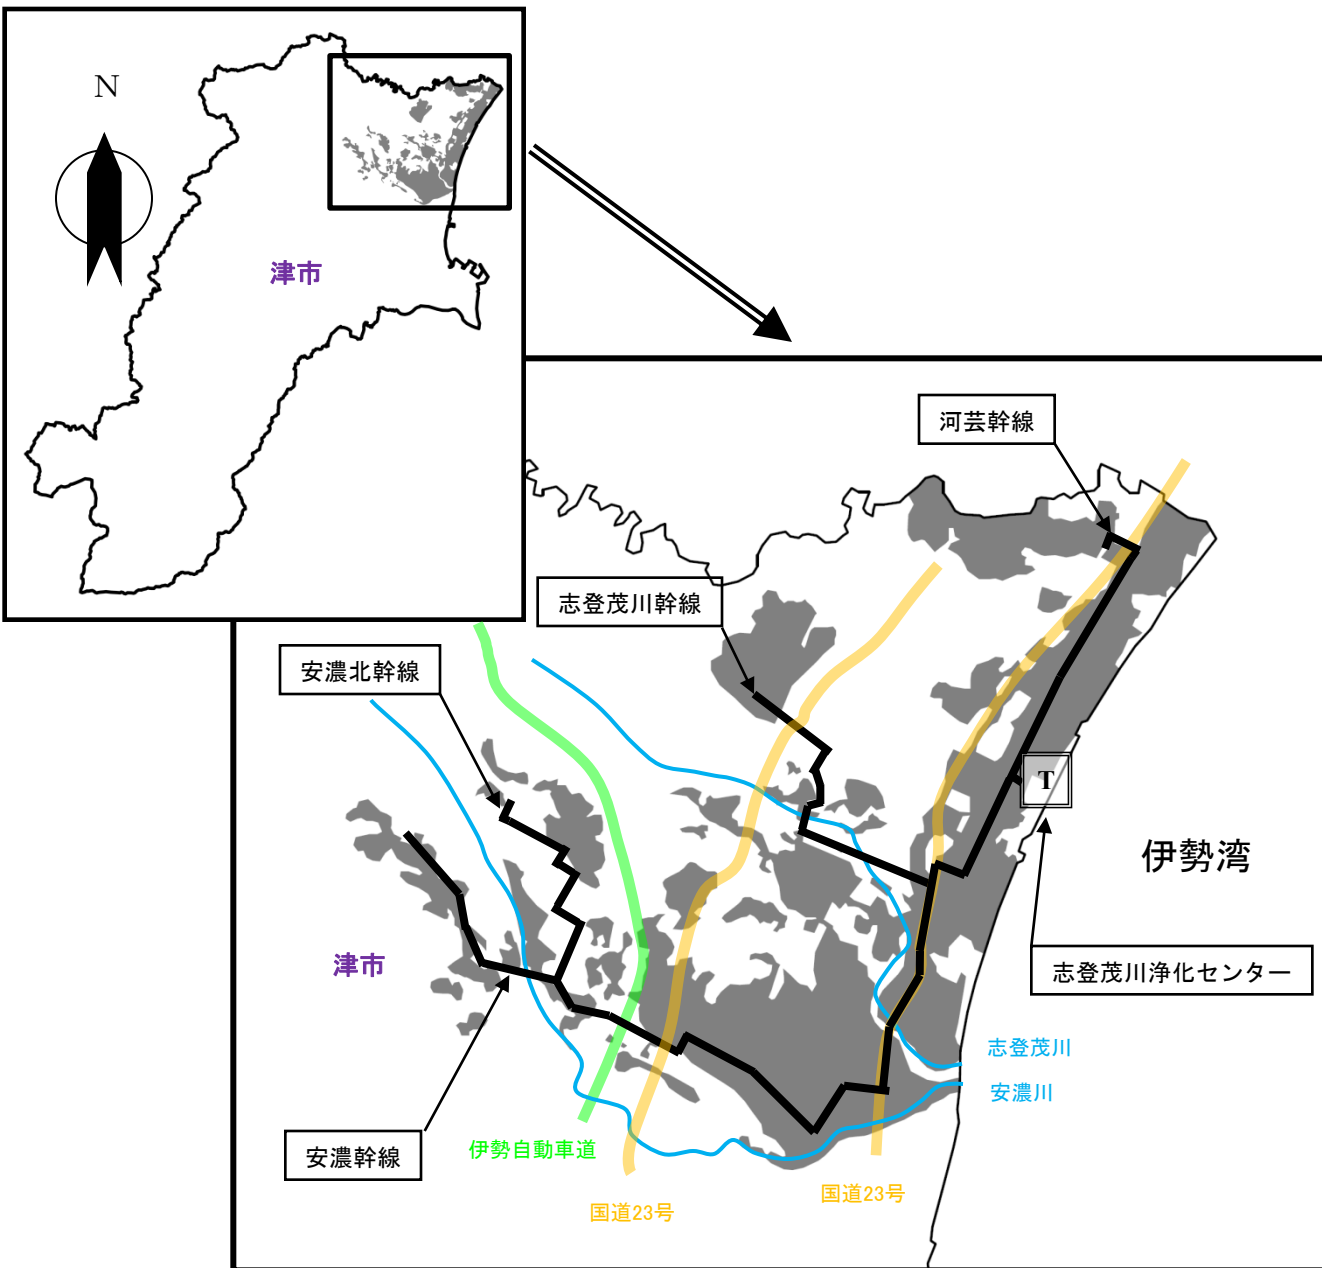 N
津市
河芸幹線
志登茂川幹線
安濃北幹線
T
伊勢湾
津市
志登茂川浄化センター
志登茂川
安濃川
安濃幹線
伊勢自動車道
国道23号
国道23号